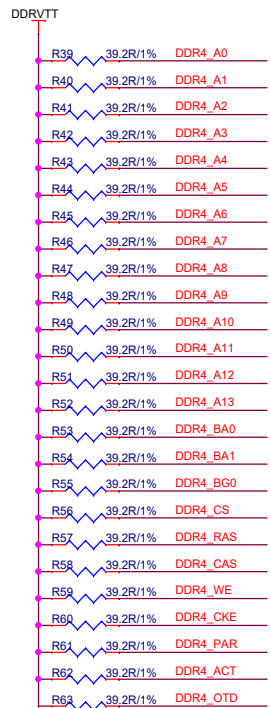 DDRVTT
R39 39.2R/1% DDR4_A0
R40 39.2R/1% DDR4_A1
R41 39.2R/1% DDR4_A2
R42 39.2R/1% DDR4_A3
R43 39.2R/1% DDR4_A4
R44 39.2R/1% DDR4_A5
R45 39.2R/1% DDR4_A6
R46 39.2R/1% DDR4_A7
R47 39.2R/1% DDR4_A8
R48 39.2R/1% DDR4_A9
R49 39.2R/1% DDR4_A10
R50 39.2R/1% DDR4_A11
R51 39.2R/1% DDR4_A12
R52 39.2R/1% DDR4_A13
R53 39.2R/1% DDR4_BA0
R54 39.2R/1% DDR4_BA1
R55 39.2R/1% DDR4_BG0
R56 39.2R/1% DDR4_CS
R57 39.2R/1% DDR4_RAS
R58 39.2R/1% DDR4_CAS
R59 39.2R/1% DDR4_WE
R60 39.2R/1% DDR4_CKE
R61 39.2R/1% DDR4_PAR
R62 39.2R/1% DDR4_ACT
R63 39.2R/1% DDR4_OTD